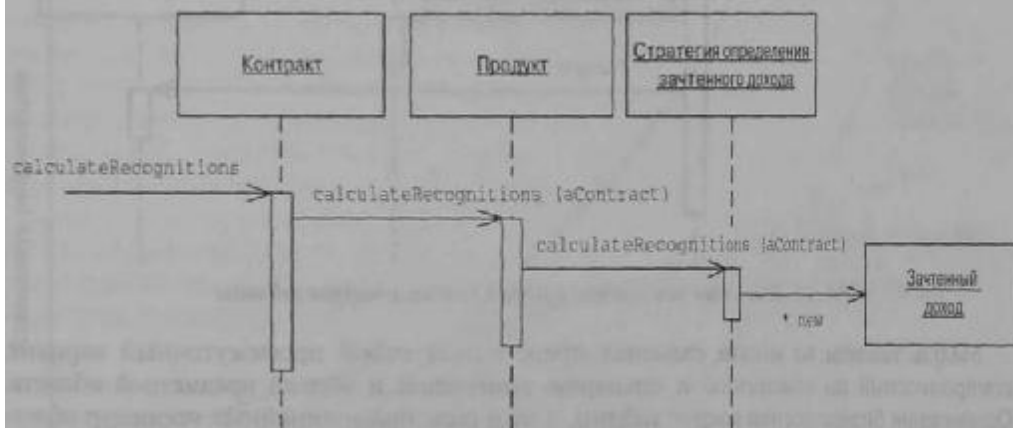 Контракт
Продукт
Стратегия определения
зачтенного дохода
calculateRecognitions
calculateRecognitions (aContract)
calculateRecognitions (aContract)
Зачтенный
доход
* new